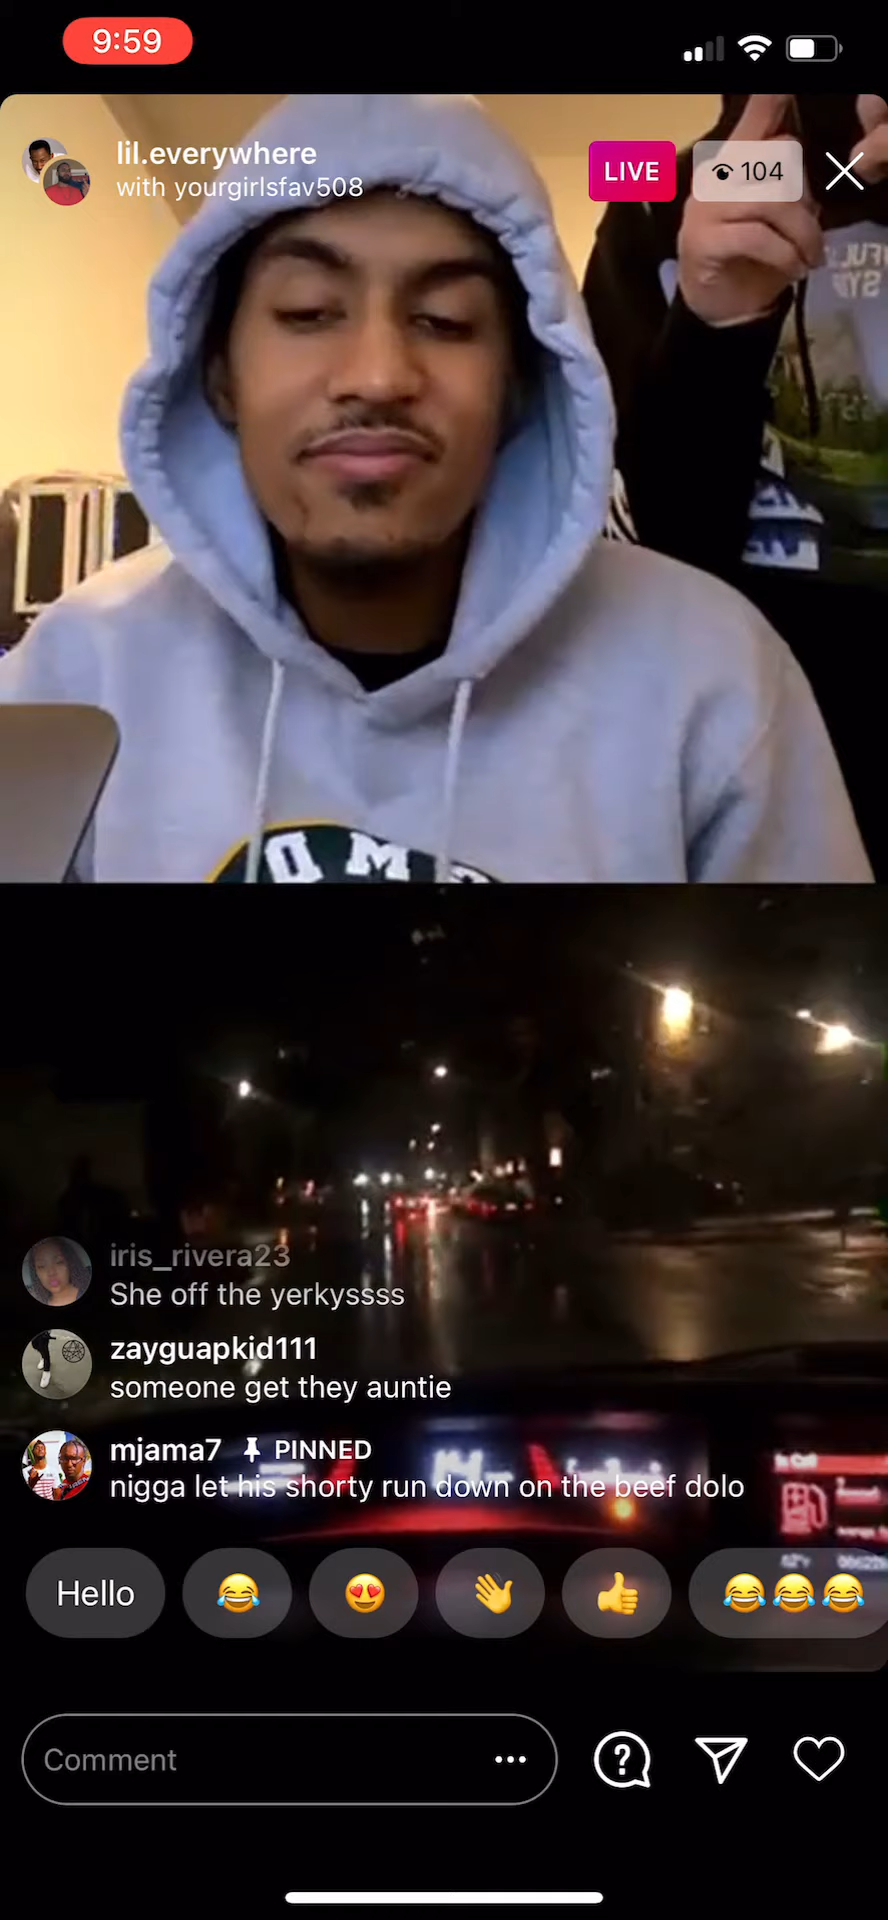 9:59
lil.everywhere
with yourgirlsfav508
LIVE
104
iris_rivera23
She off the yerkyssss
zayguapkid111
someone get they auntie
mjama7 PINNED
nigga let his shorty run down on the beef dolo
Hello
Comment